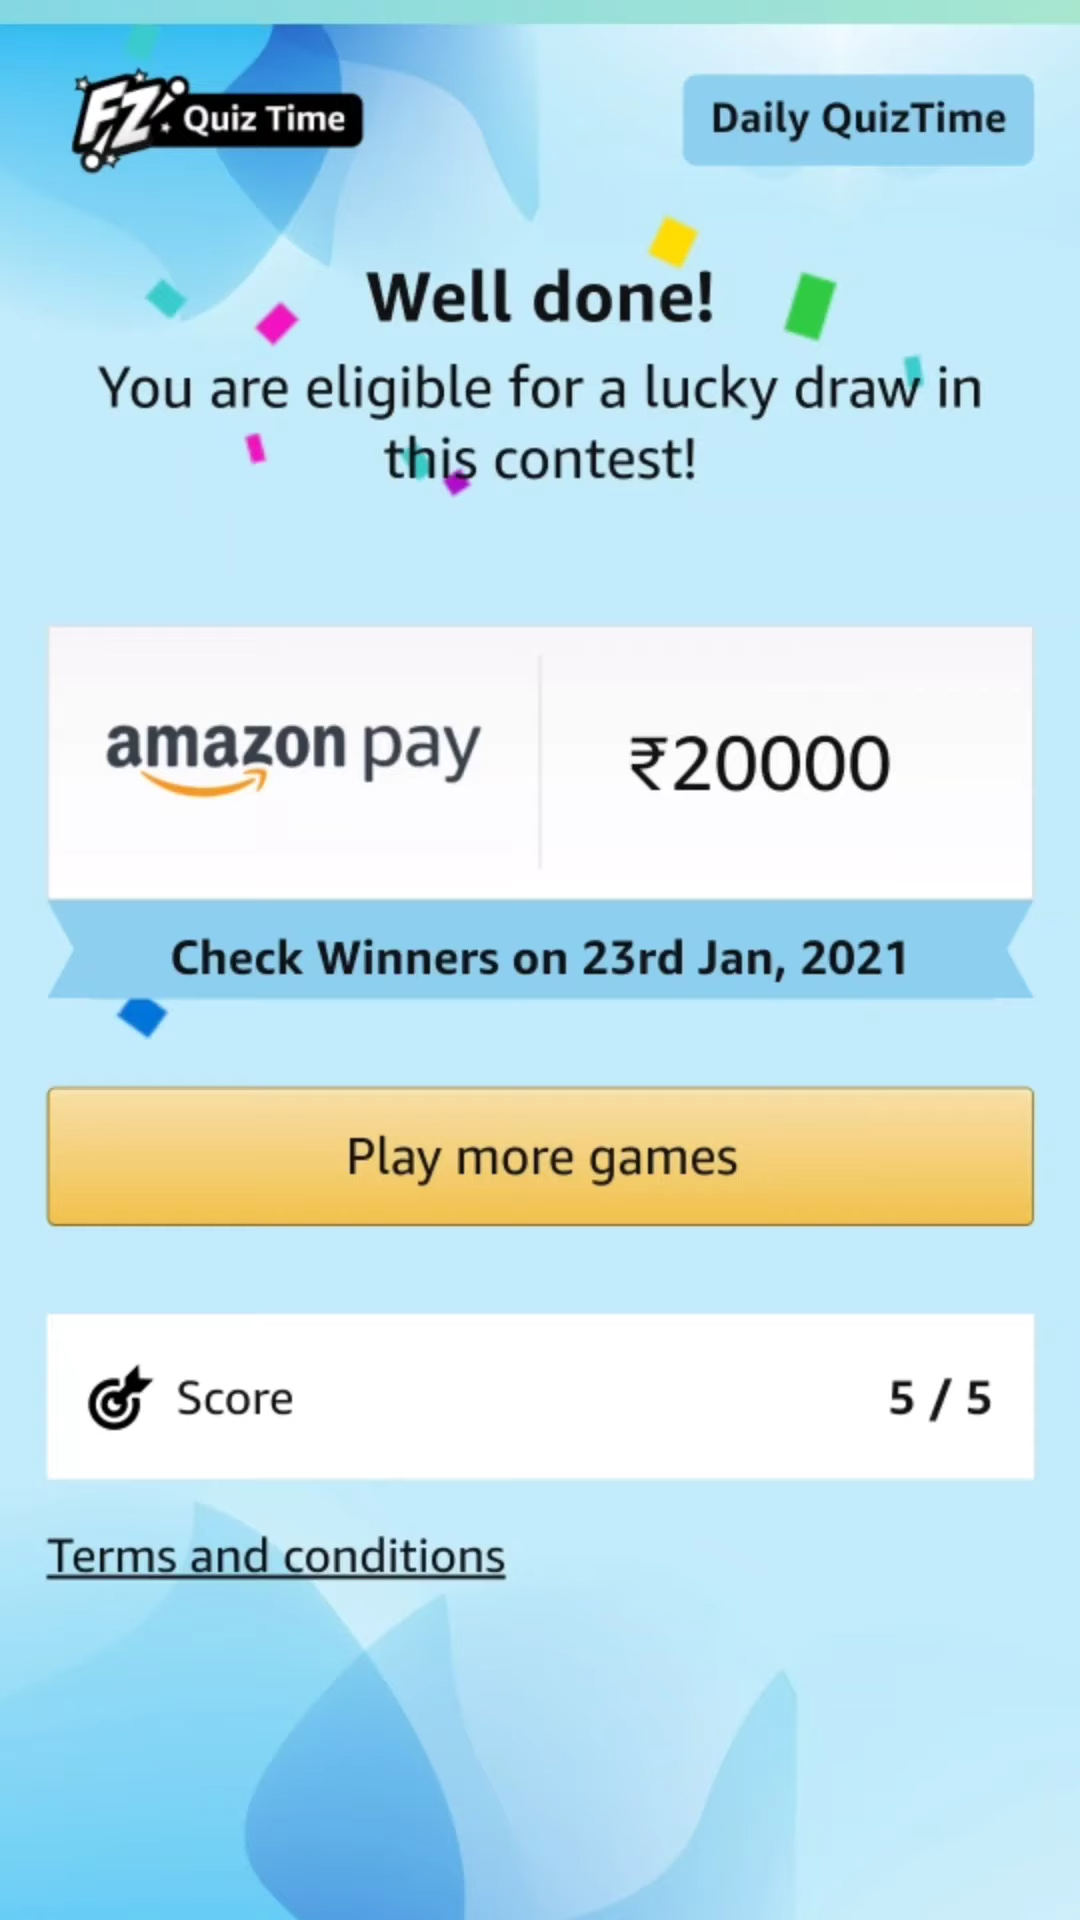 FZ Quiz Time
Daily QuizTime
Well done!
You are eligible for a lucky draw in
this contest!
amazon pay
₹20000
Check Winners on 23rd Jan, 2021
Play more games
Score
5 / 5
Terms and conditions